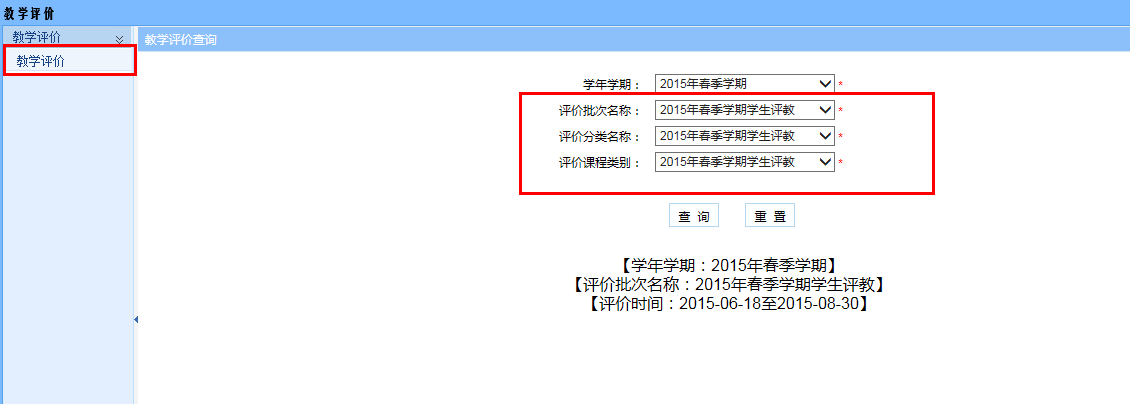 教学评价
教学评价
教学评价
教学评价查询
学年学期： 2015年春季学期 *
评价批次名称： 2015年春季学期学生评教 *
评价分类名称： 2015年春季学期学生评教 *
评价课程类别： 2015年春季学期学生评教 *
查 询 重 置
【学年学期：2015年春季学期】
【评价批次名称：2015年春季学期学生评教】
【评价时间：2015-06-18至2015-08-30】